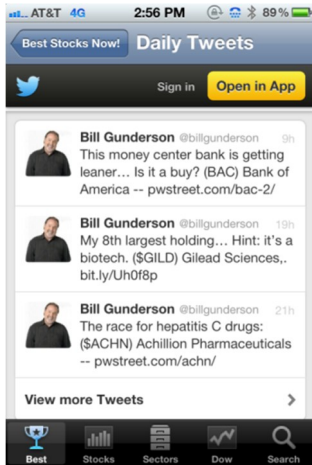 AT&T 4G 2:56 PM 89%
Best Stocks Now! Daily Tweets
Sign in Open in App
Bill Gunderson @billgunderson 9h
This money center bank is getting
leaner… Is it a buy? (BAC) Bank of
America -- pwstreet.com/bac-2/
Bill Gunderson @billgunderson 19h
My 8th largest holding… Hint: it's a
biotech. ($GILD) Gilead Sciences,.
bit.ly/Uh0f8p
Bill Gunderson @billgunderson 21h
The race for hepatitis C drugs:
($ACHN) Achillion Pharmaceuticals
-- pwstreet.com/achn/
View more Tweets
Best Stocks Sectors Dow Search